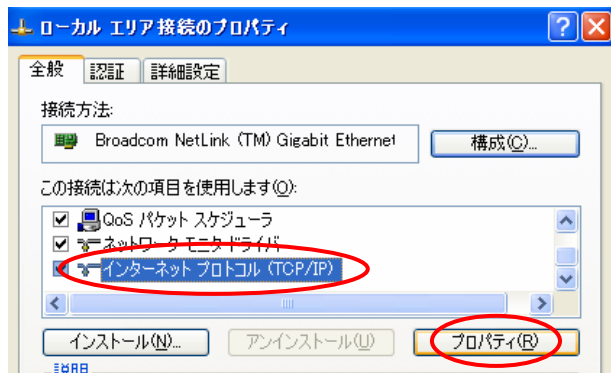 ローカル エリア接続のプロパティ
全般 認証 詳細設定
接続方法:
Broadcom NetLink (TM) Gigabit Ethernet 構成(C)...
この接続は次の項目を使用します(O):
QoS パケット スケジューラ
ネットワーク モニタ ドライバ
インターネット プロトコル (TCP/IP)
インストール(N)... アンインストール(U) プロパティ(R)
説明